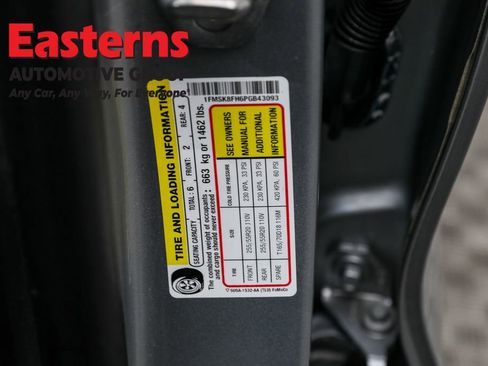 Easterns
AUTOMOTIVE GROUP
Any Car, Any Way, For Everyone
1FMSK8FH6PGB43093
TIRE AND LOADING INFORMATION
SEATING CAPACITY TOTAL: 6 FRONT: 2 REAR: 4
The combined weight of occupants and cargo should never exceed: 663 kg or 1462 lbs.
TIRE SIZE COLD TIRE PRESSURE
FRONT 255/55R20 110V 230 KPA, 33 PSI
REAR 255/55R20 110V 230 KPA, 33 PSI
SPARE T165/70D18 116M 420 KPA, 60 PSI
SEE OWNERS
MANUAL FOR
ADDITIONAL
INFORMATION